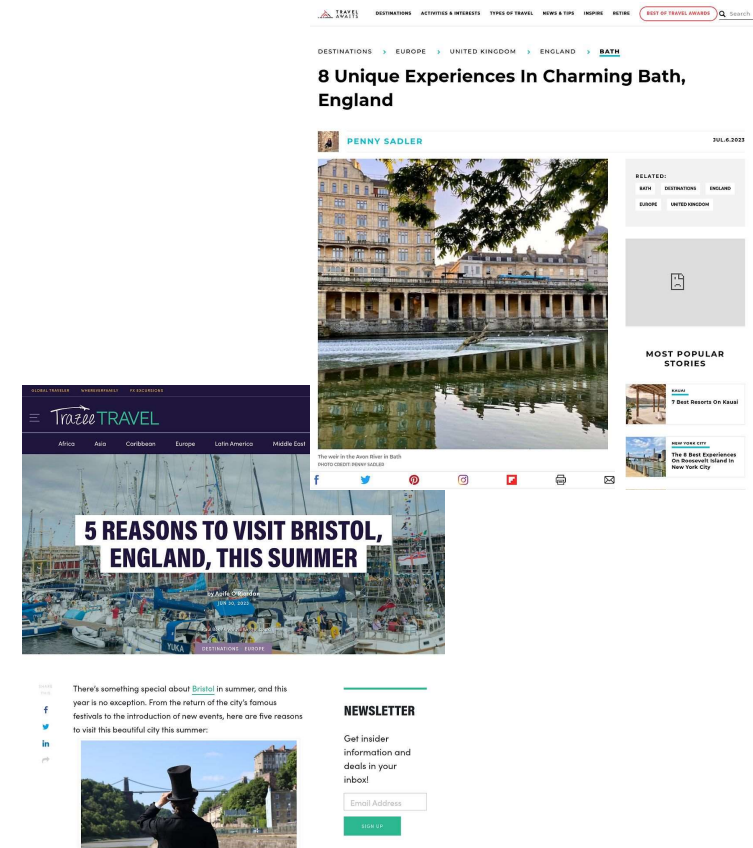 TRAVEL AWAITS
DESTINATIONS ACTIVITIES & INTERESTS TYPES OF TRAVEL NEWS & TIPS INSPIRE RETIRE BEST OF TRAVEL AWARDS Search
DESTINATIONS > EUROPE > UNITED KINGDOM > ENGLAND > BATH
8 Unique Experiences In Charming Bath,
England
PENNY SADLER
JUL.6.2023
RELATED:
BATH DESTINATIONS ENGLAND
EUROPE UNITED KINGDOM
MOST POPULAR
STORIES
KAUAI
7 Best Resorts On Kauai
NEW YORK CITY
The 8 Best Experiences
On Roosevelt Island In
New York City
The weir in the Avon River in Bath
PHOTO CREDIT: PENNY SADLER
GLOBAL TRAVELER WHEREVERFAMILY FX EXCURSIONS
Trazee TRAVEL
Africa Asia Caribbean Europe Latin America Middle East
5 REASONS TO VISIT BRISTOL,
ENGLAND, THIS SUMMER
by Aoife O'Riordan
JUN 30, 2023
YUKA
DESTINATIONS EUROPE
SHARE
THIS
There's something special about Bristol in summer, and this
year is no exception. From the return of the city's famous
festivals to the introduction of new events, here are five reasons
to visit this beautiful city this summer:
NEWSLETTER
Get insider
information and
deals in your
inbox!
Email Address
SIGN UP